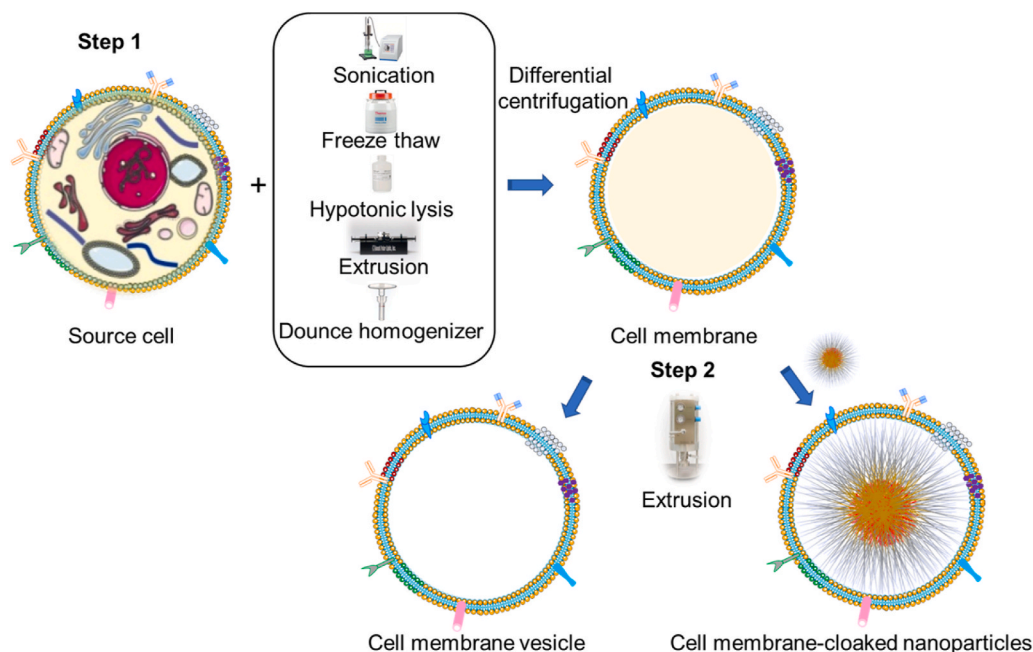 Step 1
Sonication
Freeze thaw
Hypotonic lysis
Extrusion
Dounce homogenizer
Differential
centrifugation
+
Source cell
Cell membrane
Step 2
Extrusion
Cell membrane vesicle
Cell membrane-cloaked nanoparticles